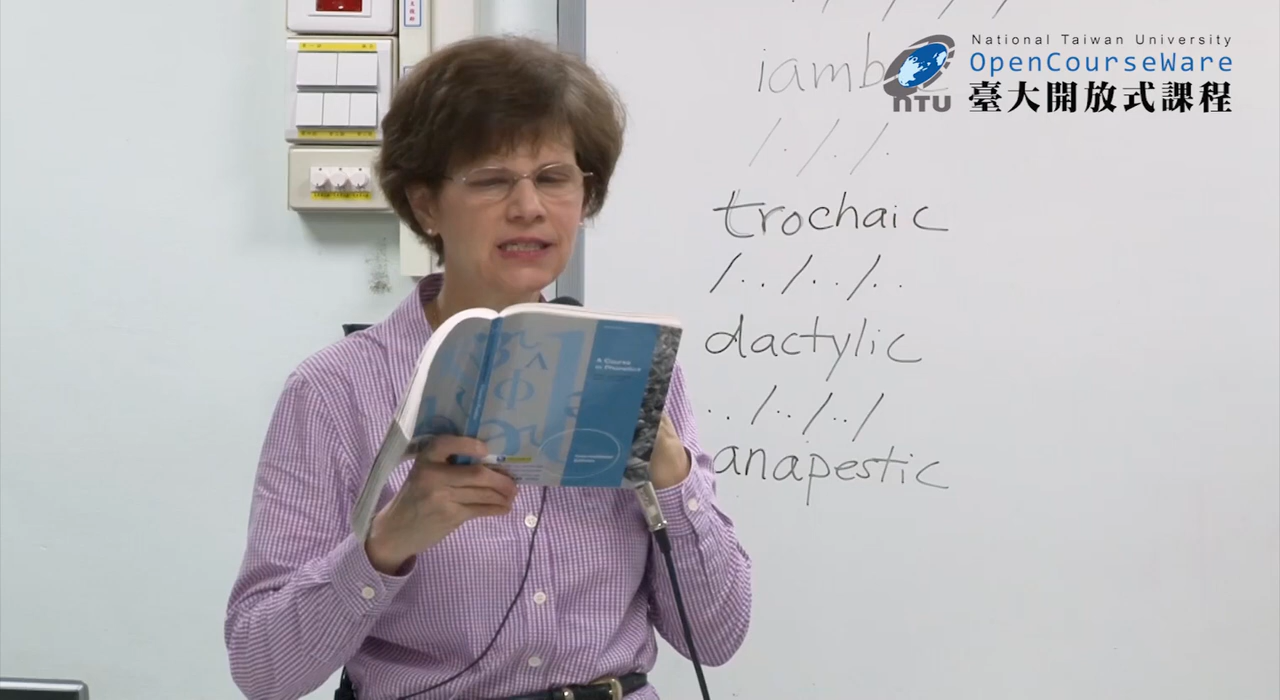 National Taiwan University
OpenCourseWare
臺大開放式課程
NTU
iamb
/./././.
trochaic
/../../..
dactylic
../../../
anapestic
A Course
in Phonetics